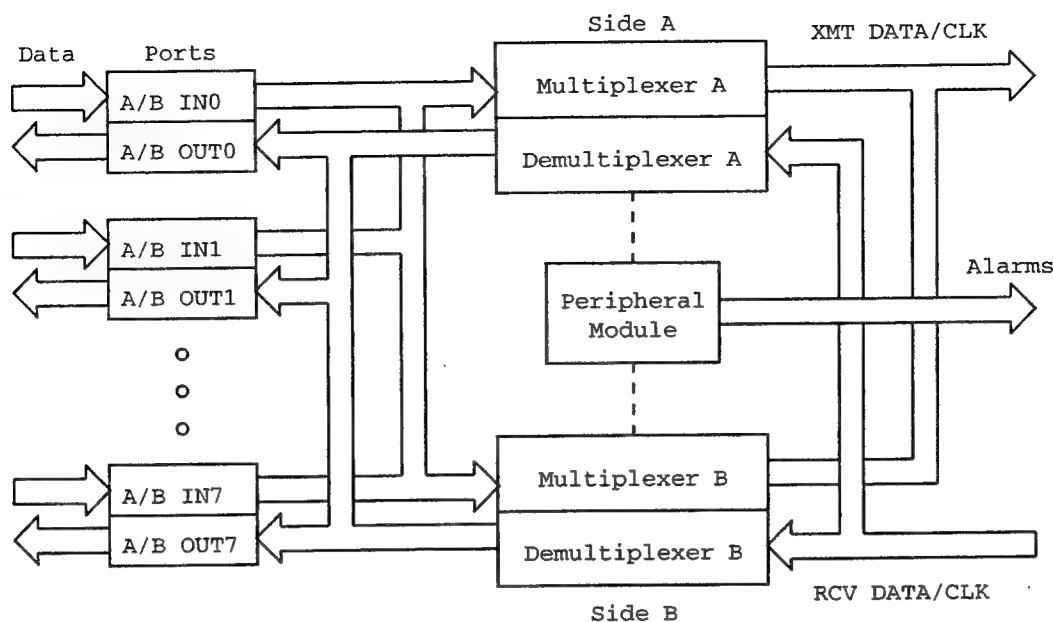 Side A
XMT DATA/CLK
Data
Ports
A/B IN0
Multiplexer A
A/B OUT0
Demultiplexer A
A/B IN1
A/B OUT1
Alarms
Peripheral
Module
A/B IN7
Multiplexer B
A/B OUT7
Demultiplexer B
RCV DATA/CLK
Side B